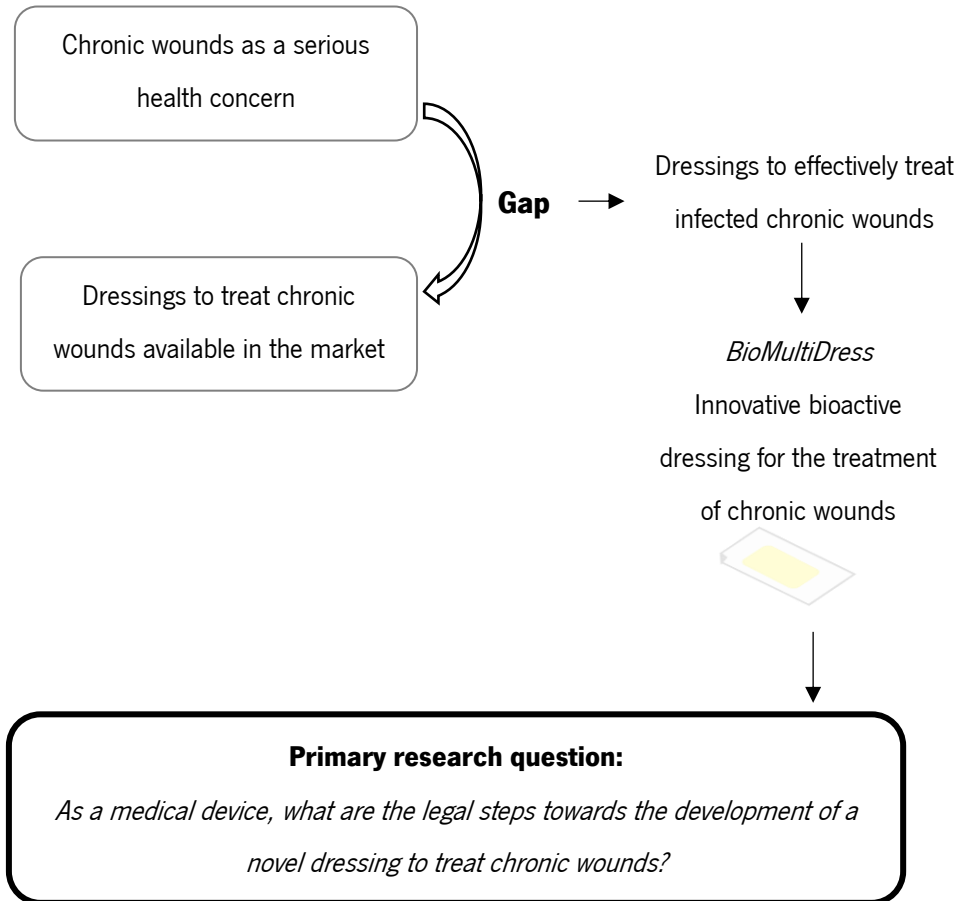 Chronic wounds as a serious
health concern
Dressings to treat chronic
wounds available in the market
Gap
Dressings to effectively treat
infected chronic wounds
BioMultiDress
Innovative bioactive
dressing for the treatment
of chronic wounds
Primary research question:
As a medical device, what are the legal steps towards the development of a
novel dressing to treat chronic wounds?